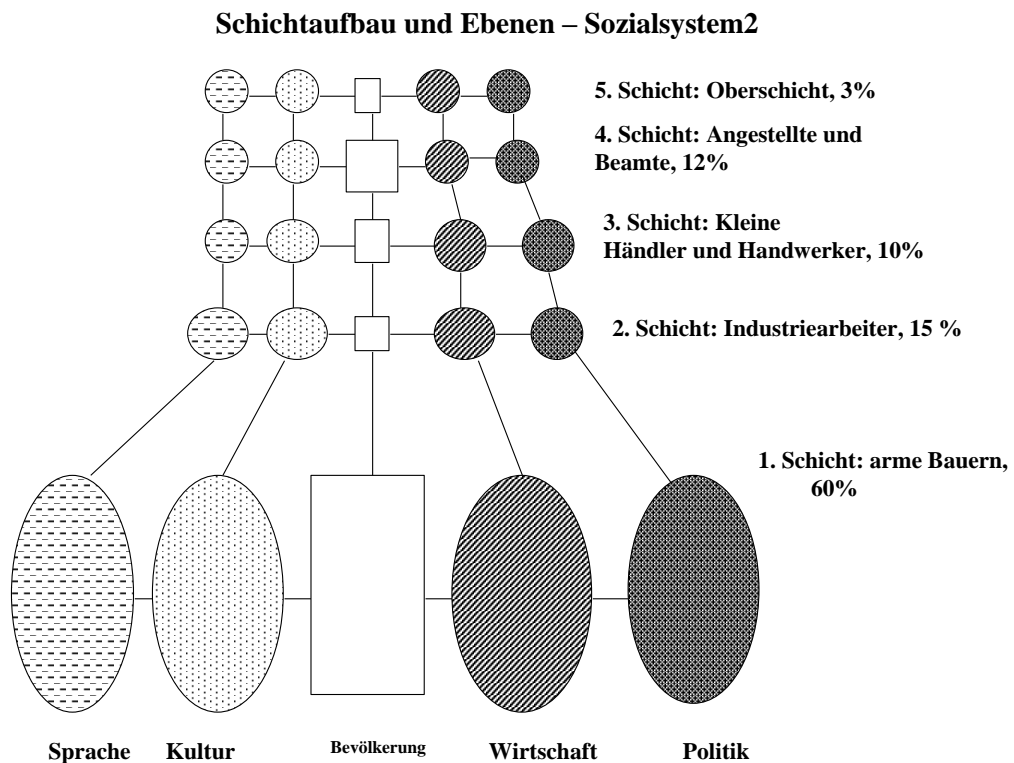 Schichtaufbau und Ebenen – Sozialsystem2
5. Schicht: Oberschicht, 3%
4. Schicht: Angestellte und
Beamte, 12%
3. Schicht: Kleine
Händler und Handwerker, 10%
2. Schicht: Industriearbeiter, 15 %
1. Schicht: arme Bauern,
60%
Sprache Kultur Bevölkerung Wirtschaft Politik